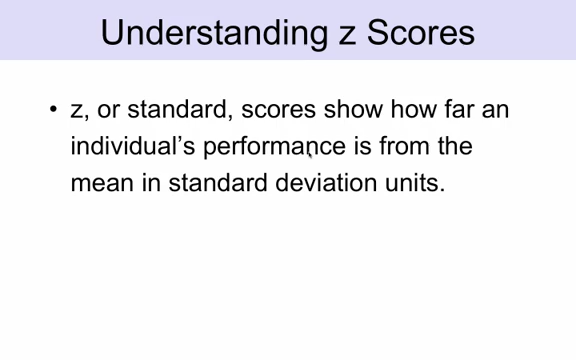 Understanding z Scores
• z, or standard, scores show how far an
individual's performance is from the
mean in standard deviation units.